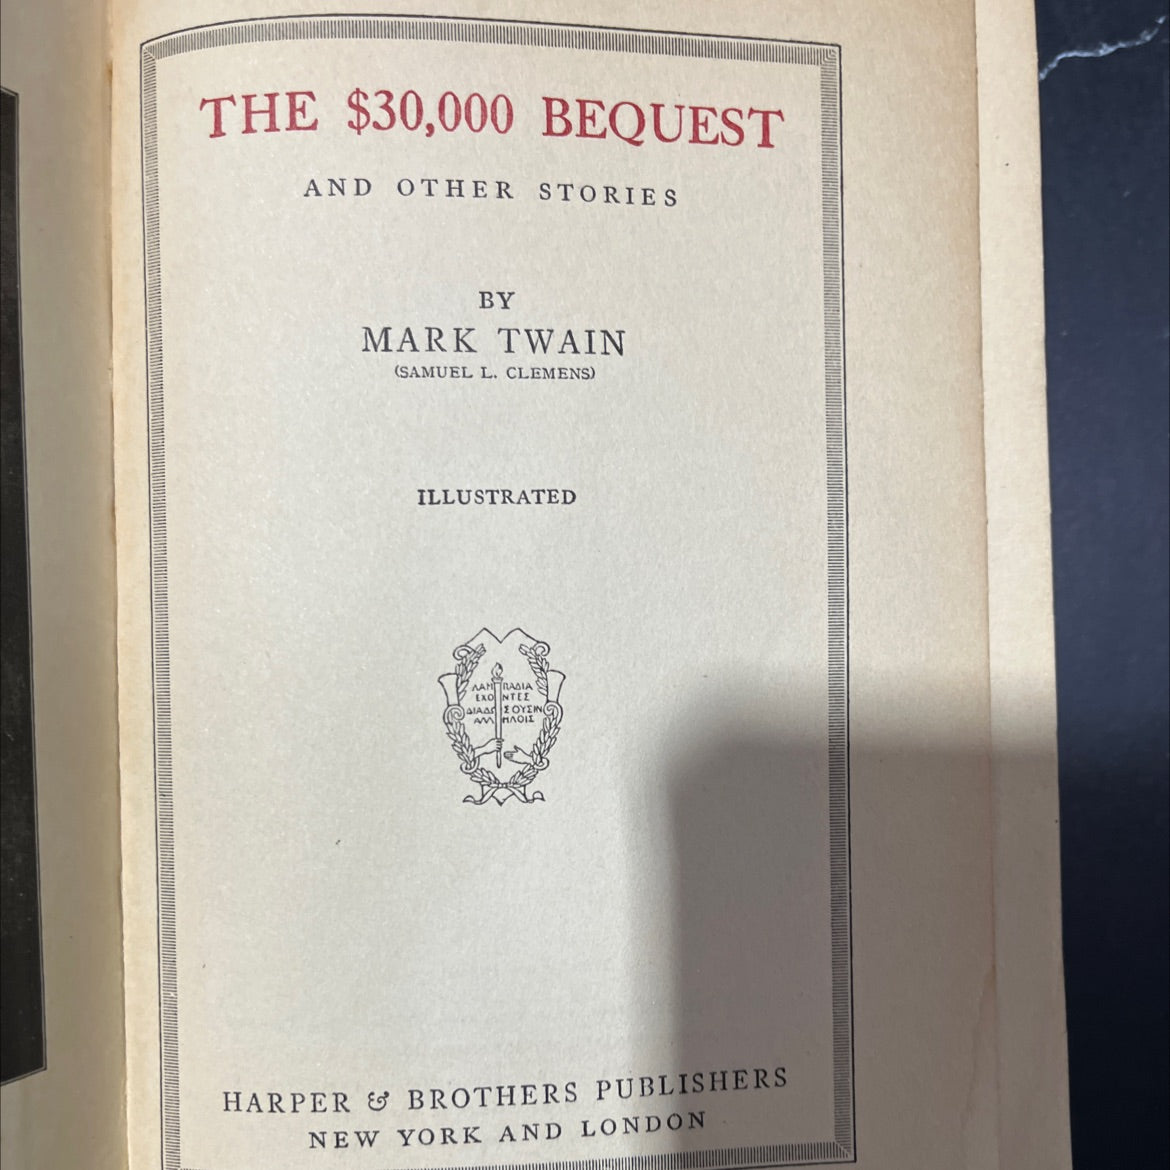 THE $30,000 BEQUEST
AND OTHER STORIES
BY
MARK TWAIN
(SAMUEL L. CLEMENS)
ILLUSTRATED
ΛΑΜΠΑΔΙΑ
ΕΧΟΝΤΕΣ
ΔΙΑΔΩΣΟΥΣΙΝ
ΑΛΛΗΛΟΙΣ
HARPER & BROTHERS PUBLISHERS
NEW YORK AND LONDON